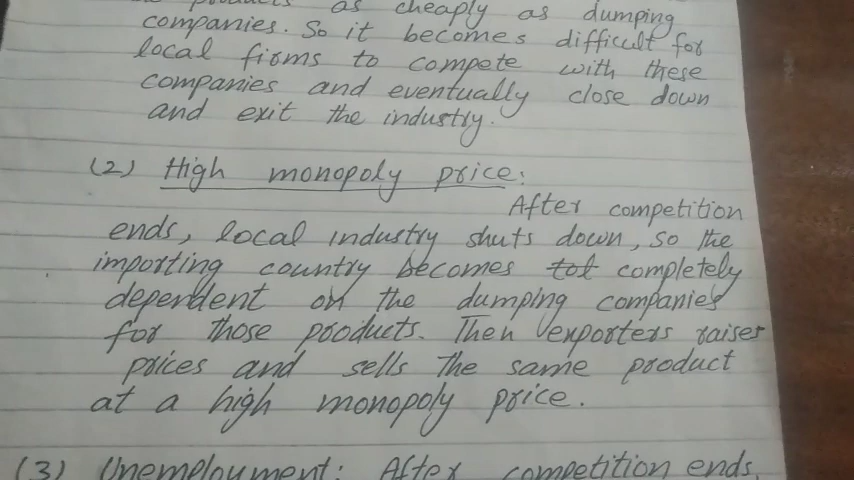 products as cheaply as dumping
companies. So it becomes difficult for
local firms to compete with these
companies and eventually close down
and exit the industry.
(2) High monopoly price:
After competition
ends, local industry shuts down, so the
importing country becomes tot completely
dependent on the dumping companies
for those products. Then exporters raises
prices and sells the same product
at a high monopoly price.
(3) Unemployment: After competition ends,